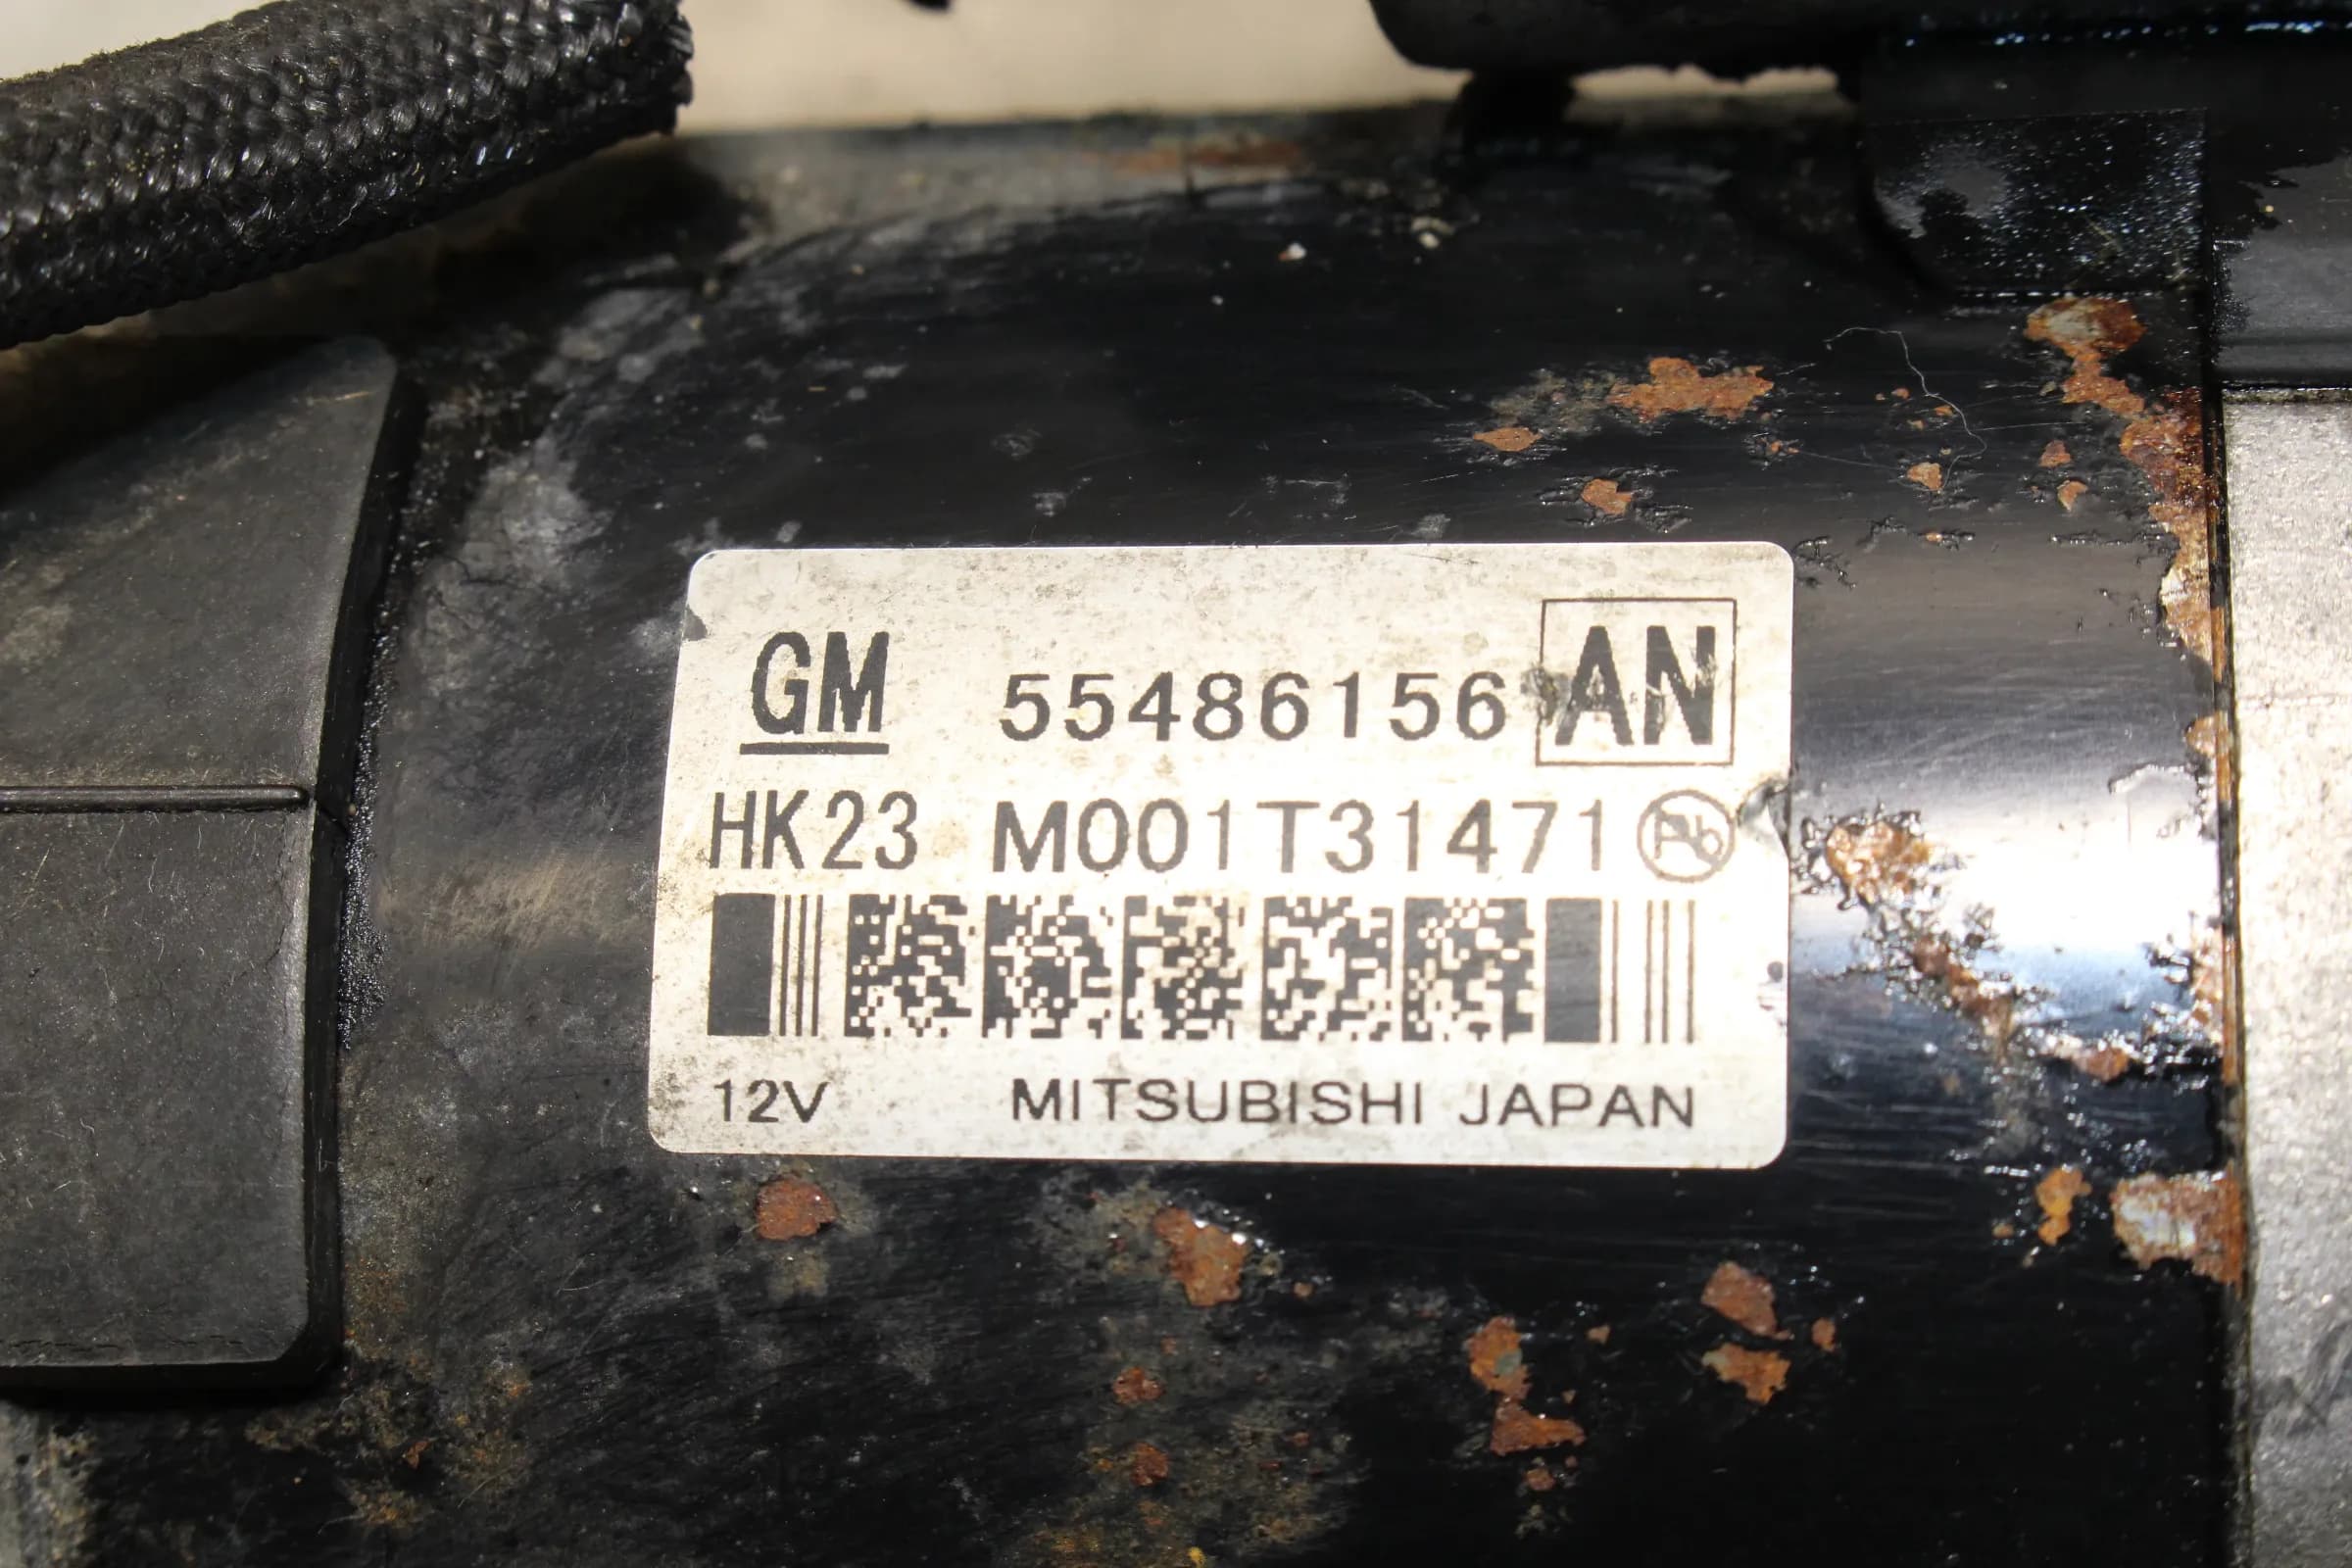 GM 55486156 AN
HK23 M001T31471 Pb
12V MITSUBISHI JAPAN